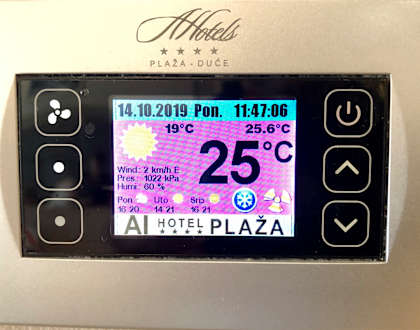 AHotels
★★★★
PLAŽA - DUĆE
14.10.2019 Pon. 11:47:06
19°C 25.6°C
25°C
Wind.: 2 km/h E
Pres.: 1022 kPa
Humi.: 60 %
Pon Uto Srp
16-20 14-21 16-21
AI HOTEL PLAŽA
★★★★